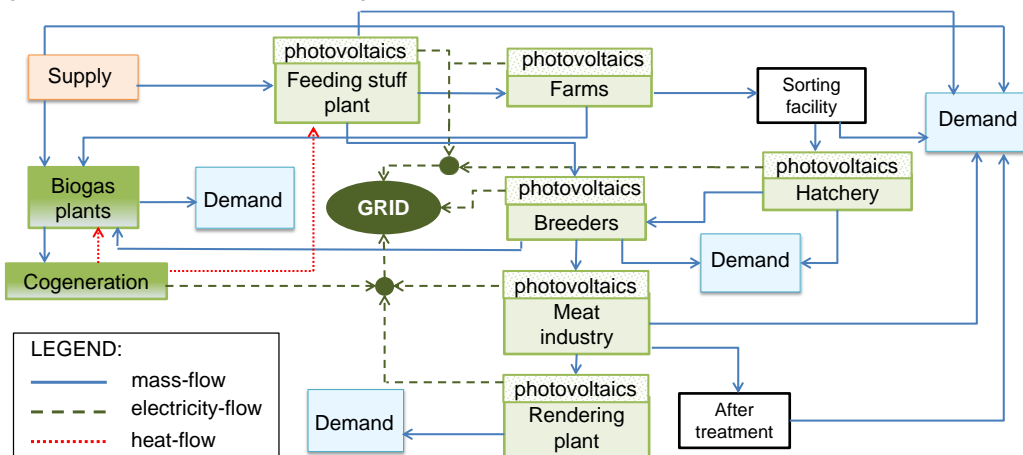 photovoltaics
Feeding stuff
plant
Supply
photovoltaics
Farms
Sorting
facility
Demand
photovoltaics
Hatchery
Biogas
plants
Demand
GRID
photovoltaics
Breeders
Demand
Cogeneration
photovoltaics
Meat
industry
LEGEND:
mass-flow
electricity-flow
heat-flow
Demand
photovoltaics
Rendering
plant
After
treatment